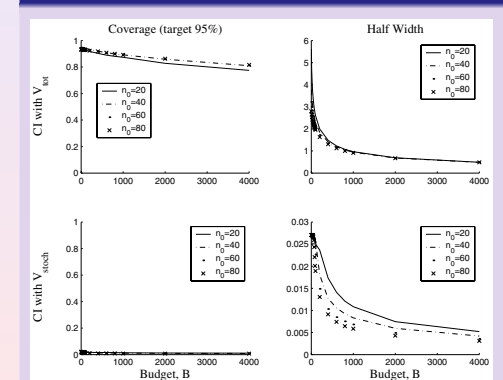 Coverage (target 95%)
Half Width
CI with V_tot
1
0.8
0.6
0.4
0.2
0
0
1000
2000
3000
4000
n_0=20
n_0=40
n_0=60
n_0=80
6
5
4
3
2
1
0
0
1000
2000
3000
4000
n_0=20
n_0=40
n_0=60
n_0=80
CI with V_stoch
1
0.8
0.6
0.4
0.2
0
0
1000
2000
3000
4000
Budget, B
n_0=20
n_0=40
n_0=60
n_0=80
0.03
0.025
0.02
0.015
0.01
0.005
0
0
1000
2000
3000
4000
Budget, B
n_0=20
n_0=40
n_0=60
n_0=80